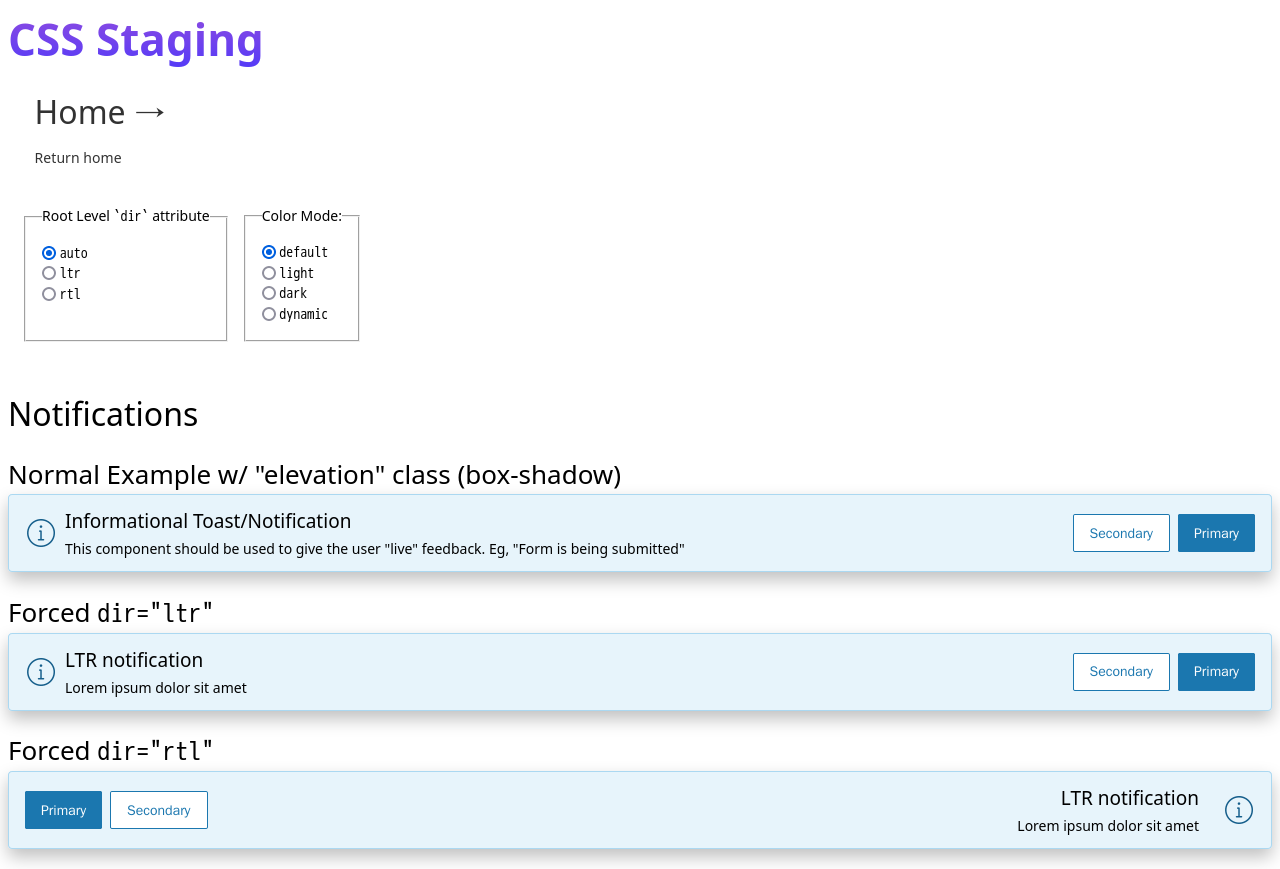 CSS Staging
Home →
Return home
Root Level `dir` attribute
auto
ltr
rtl
Color Mode:
default
light
dark
dynamic
Notifications
Normal Example w/ "elevation" class (box-shadow)
Informational Toast/Notification
This component should be used to give the user "live" feedback. Eg, "Form is being submitted"
Secondary
Primary
Forced dir="ltr"
LTR notification
Lorem ipsum dolor sit amet
Secondary
Primary
Forced dir="rtl"
Primary
Secondary
LTR notification
Lorem ipsum dolor sit amet